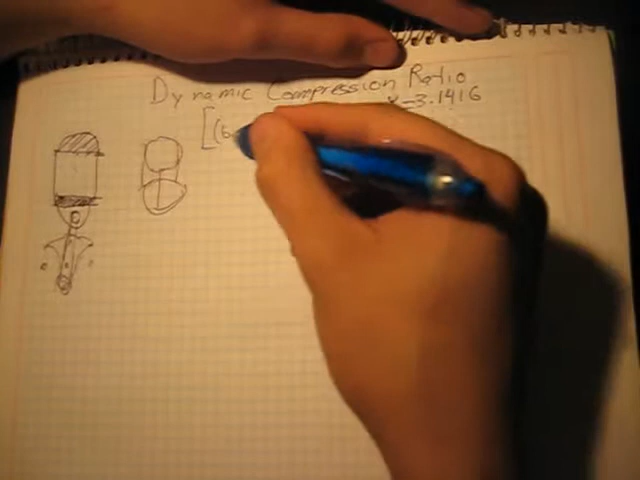 Dynamic Compression Ratio
=3.1416
[(